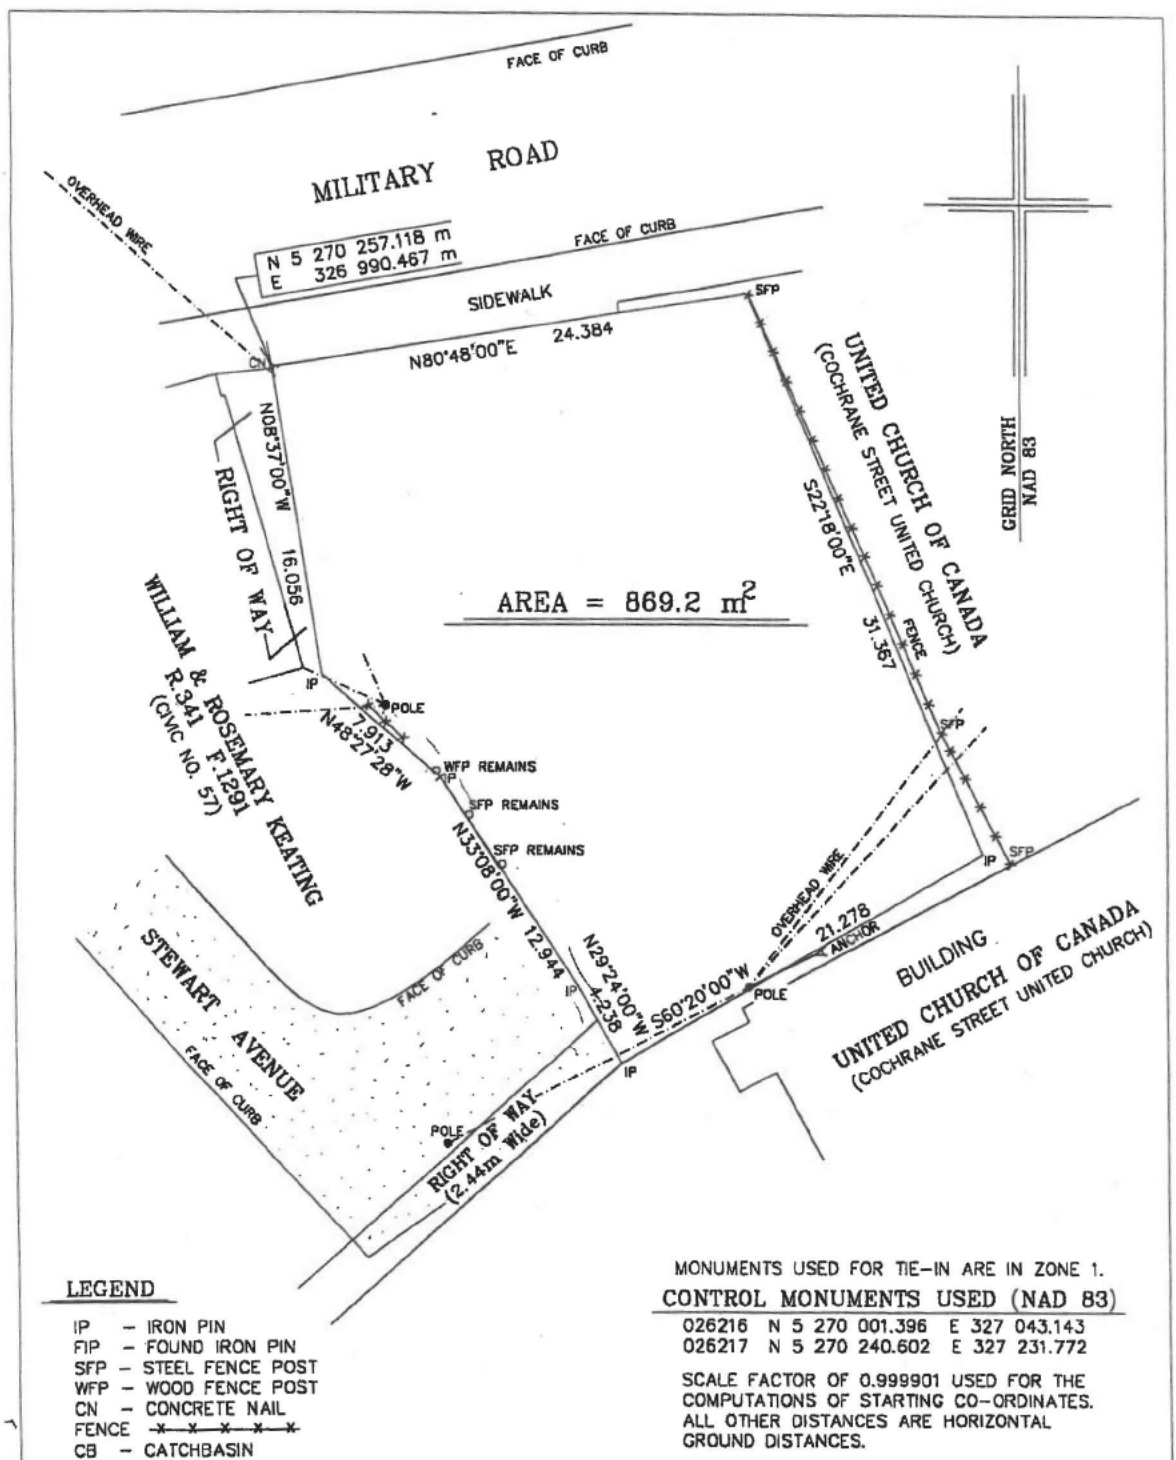 FACE OF CURB
MILITARY ROAD
OVERHEAD WIRE
N 5 270 257.118 m
E 326 990.467 m
FACE OF CURB
SIDEWALK
SFP
CN
N80°48'00"E 24.384
UNITED CHURCH OF CANADA
(COCHRANE STREET UNITED CHURCH)
GRID NORTH
NAD 83
N08°37'00"W 16.056
RIGHT OF WAY
S22°18'00"E 31.367
FENCE
AREA = 869.2 m²
IP
POLE
7.913
N48°27'28"W
WILLIAM & ROSEMARY KEATING
R.341 F.1291
(CIVIC NO. 57)
WFP REMAINS
IP
SFP REMAINS
SFP REMAINS
N33°08'00"W 12.944
SFP
OVERHEAD WIRE
IP
SFP
21.278
ANCHOR
N29°24'00"W
4.238
IP
S60°20'00"W
POLE
IP
BUILDING
UNITED CHURCH OF CANADA
(COCHRANE STREET UNITED CHURCH)
STEWART AVENUE
FACE OF CURB
FACE OF CURB
POLE
RIGHT OF WAY
(2.44m Wide)
LEGEND
IP – IRON PIN
FIP – FOUND IRON PIN
SFP – STEEL FENCE POST
WFP – WOOD FENCE POST
CN – CONCRETE NAIL
FENCE -x-x-x-x-x-
CB – CATCHBASIN
MONUMENTS USED FOR TIE-IN ARE IN ZONE 1.
CONTROL MONUMENTS USED (NAD 83)
026216 N 5 270 001.396 E 327 043.143
026217 N 5 270 240.602 E 327 231.772
SCALE FACTOR OF 0.999901 USED FOR THE
COMPUTATIONS OF STARTING CO-ORDINATES.
ALL OTHER DISTANCES ARE HORIZONTAL
GROUND DISTANCES.